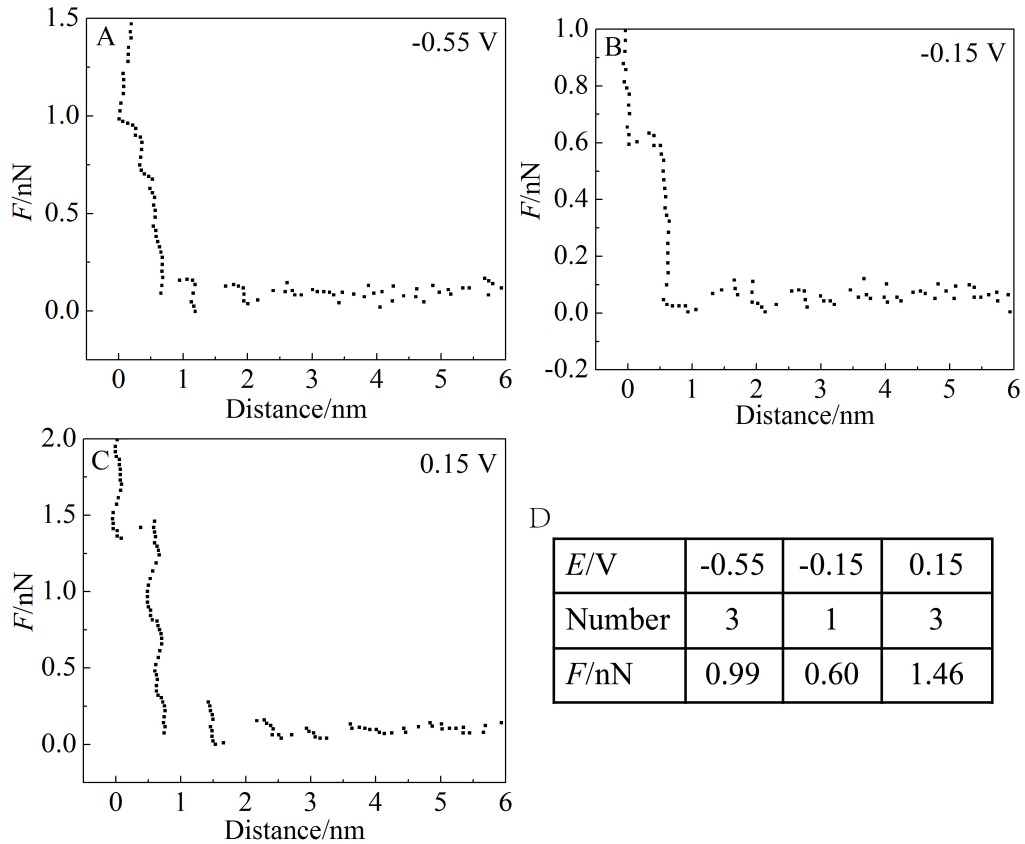 A
-0.55 V
1.5
1.0
0.5
0.0
F/nN
0 1 2 3 4 5 6
Distance/nm
B
-0.15 V
1.0
0.8
0.6
0.4
0.2
0.0
-0.2
F/nN
0 1 2 3 4 5 6
Distance/nm
C
0.15 V
2.0
1.5
1.0
0.5
0.0
F/nN
0 1 2 3 4 5 6
Distance/nm
D
E/V -0.55 -0.15 0.15
Number 3 1 3
F/nN 0.99 0.60 1.46